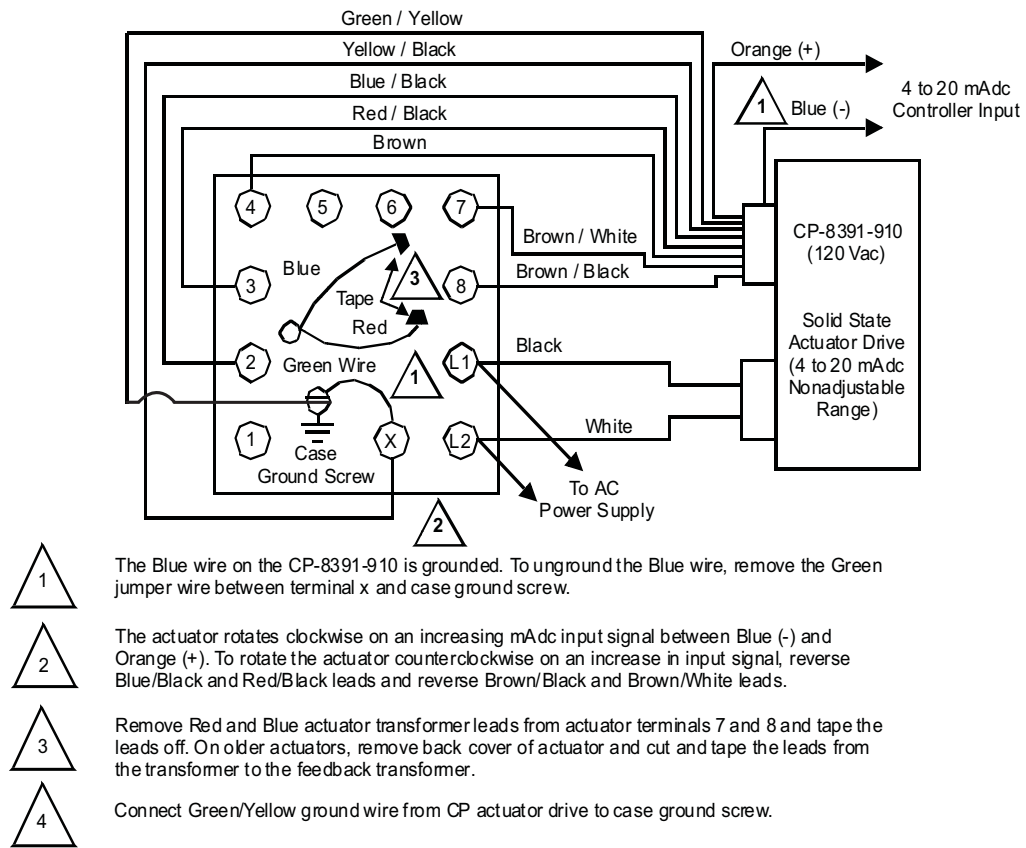 Green / Yellow
Yellow / Black
Orange (+)
Blue / Black
4 to 20 mAdc
Controller Input
1
Blue (-)
Red / Black
Brown
4
5
6
7
CP-8391-910
(120 Vac)
Brown / White
Blue
3
Brown / Black
3
8
Tape
Red
Solid State
Actuator Drive
(4 to 20 mAdc
Nonadjustable
Range)
Black
2
Green Wire
1
L1
White
1
X
L2
Case
Ground Screw
To AC
Power Supply
2
1
The Blue wire on the CP-8391-910 is grounded. To unground the Blue wire, remove the Green
jumper wire between terminal x and case ground screw.
2
The actuator rotates clockwise on an increasing mAdc input signal between Blue (-) and
Orange (+). To rotate the actuator counterclockwise on an increase in input signal, reverse
Blue/Black and Red/Black leads and reverse Brown/Black and Brown/White leads.
3
Remove Red and Blue actuator transformer leads from actuator terminals 7 and 8 and tape the
leads off. On older actuators, remove back cover of actuator and cut and tape the leads from
the transformer to the feedback transformer.
4
Connect Green/Yellow ground wire from CP actuator drive to case ground screw.